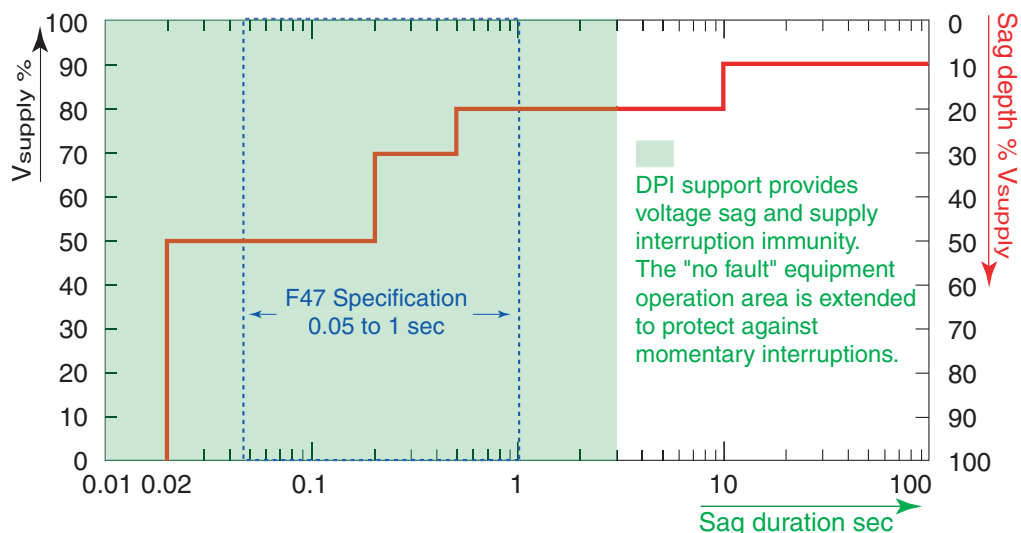 100
90
80
70
60
50
40
30
20
10
0
Vsupply %
0.01 0.02 0.1 1 10 100
Sag duration sec
F47 Specification
0.05 to 1 sec
DPI support provides
voltage sag and supply
interruption immunity.
The "no fault" equipment
operation area is extended
to protect against
momentary interruptions.
0
10
20
30
40
50
60
70
80
90
100
Sag depth % Vsupply